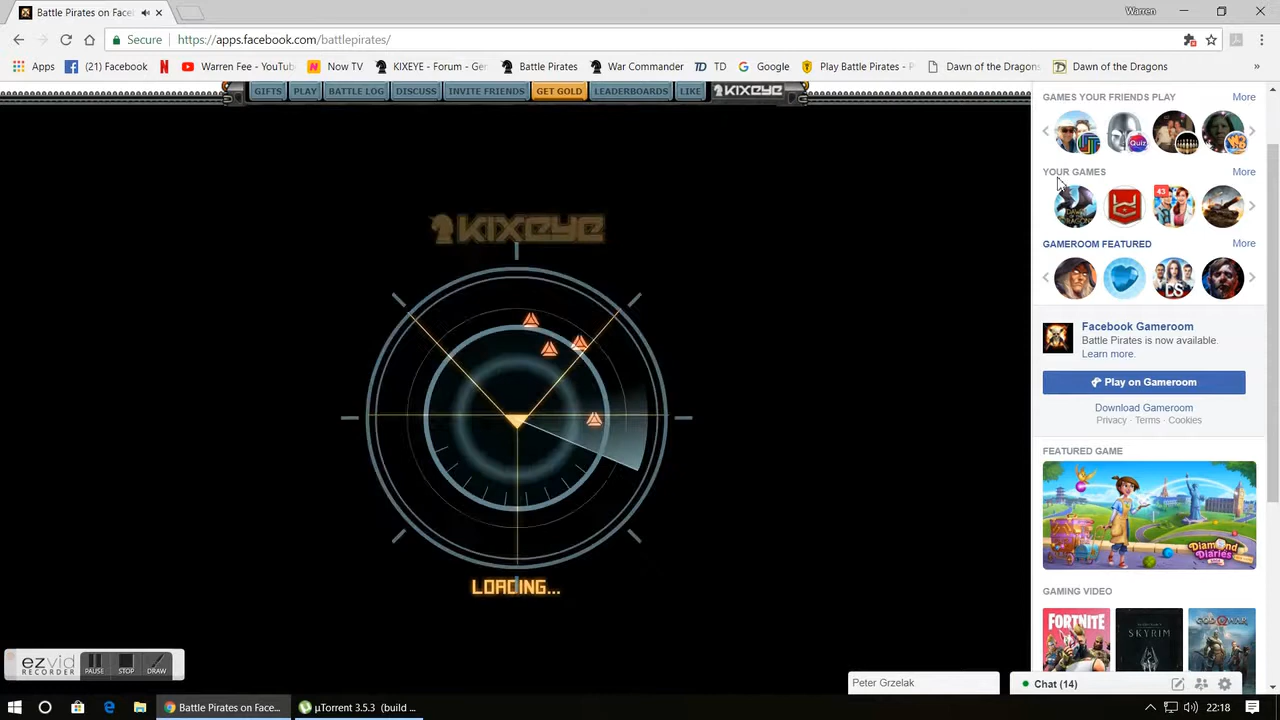 Battle Pirates on Face
Warren
Secure
https://apps.facebook.com/battlepirates/
Apps
(21) Facebook
Warren Fee - YouTub
Now TV
KIXEYE - Forum - Ger
Battle Pirates
War Commander
TD
Google
Play Battle Pirates - P
Dawn of the Dragons
Dawn of the Dragons
»
GIFTS
PLAY
BATTLE LOG
DISCUSS
INVITE FRIENDS
GET GOLD
LEADERBOARDS
LIKE
KIXEYE
GAMES YOUR FRIENDS PLAY
More
Quiz
YOUR GAMES
More
43
GAMEROOM FEATURED
More
DS
KIXEYE
Facebook Gameroom
Battle Pirates is now available.
Learn more.
Play on Gameroom
Download Gameroom
Privacy · Terms · Cookies
FEATURED GAME
Diamond
Diaries
GAMING VIDEO
FORTNITE
SKYRIM
GOD WAR
LOADING...
ezvid
RECORDER
PAUSE
STOP
DRAW
Peter Grzelak
Chat (14)
Battle Pirates on Face...
µTorrent 3.5.3 (build ...
22:18